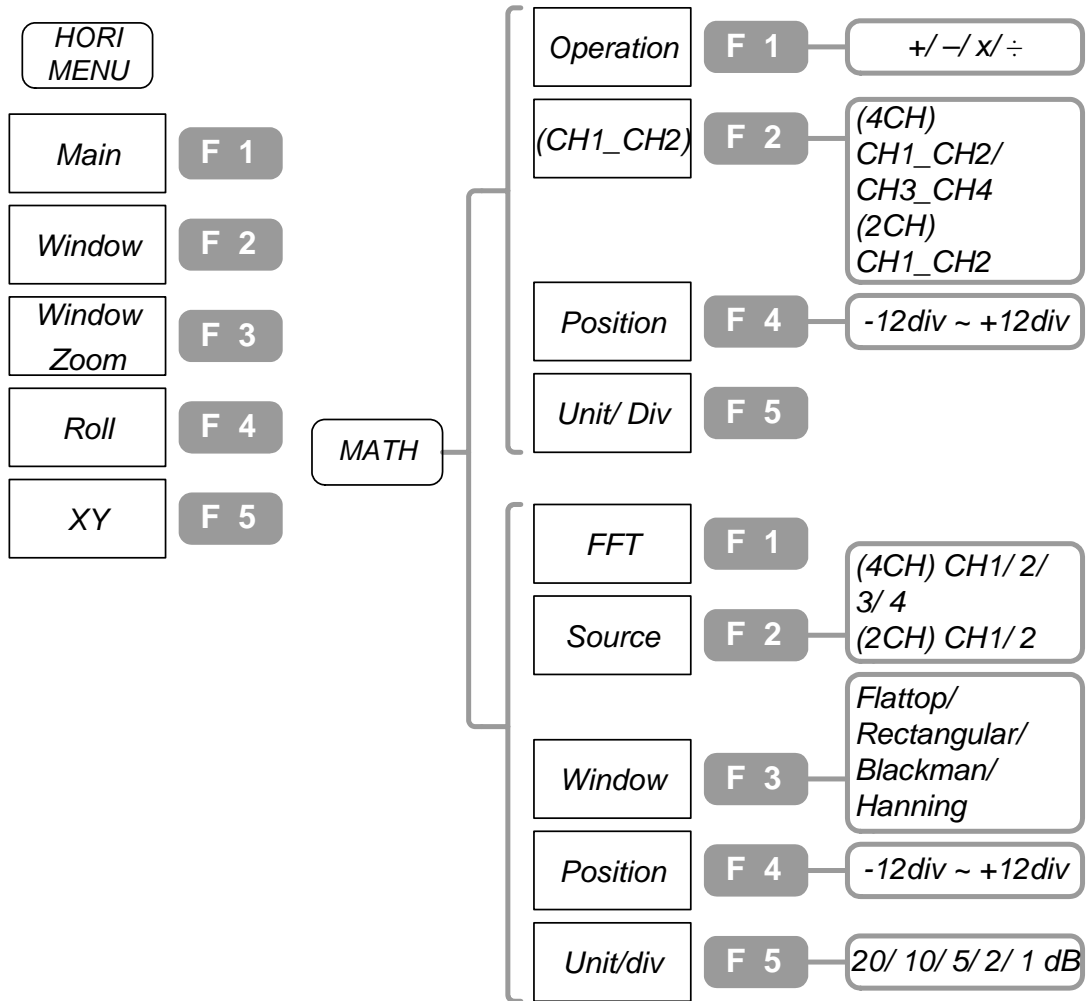 HORI
MENU
Main
F 1
Window
F 2
Window
Zoom
F 3
Roll
F 4
XY
F 5
MATH
Operation
F 1
+/ –/ x/ ÷
(CH1_CH2)
F 2
(4CH)
CH1_CH2/
CH3_CH4
(2CH)
CH1_CH2
Position
F 4
-12div ~ +12div
Unit/ Div
F 5
FFT
F 1
Source
F 2
(4CH) CH1/ 2/
3/ 4
(2CH) CH1/ 2
Window
F 3
Flattop/
Rectangular/
Blackman/
Hanning
Position
F 4
-12div ~ +12div
Unit/div
F 5
20/ 10/ 5/ 2/ 1 dB